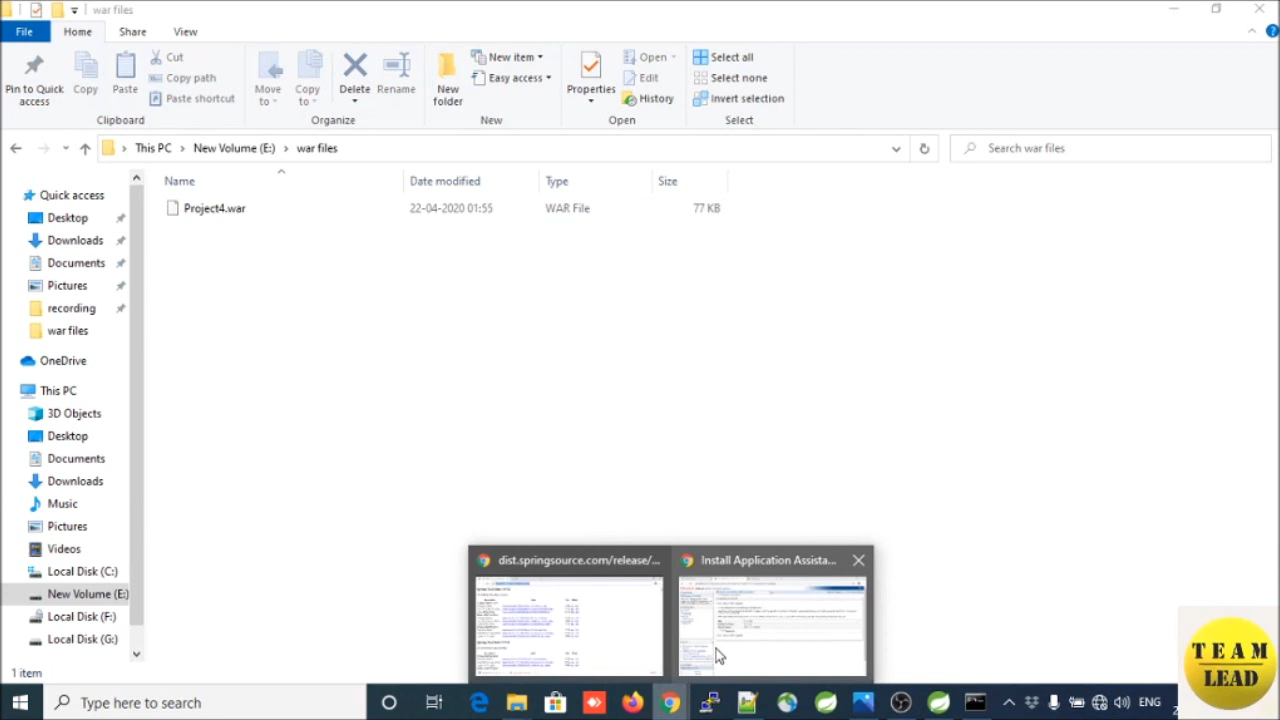 war files
File Home Share View
Pin to Quick access
Copy
Paste
Cut
Copy path
Paste shortcut
Clipboard
Move to
Copy to
Delete
Rename
Organize
New folder
New item
Easy access
New
Properties
Open
Edit
History
Open
Select all
Select none
Invert selection
Select
This PC > New Volume (E:) > war files
Search war files
Name Date modified Type Size
Project4.war 22-04-2020 01:55 WAR File 77 KB
Quick access
Desktop
Downloads
Documents
Pictures
recording
war files
OneDrive
This PC
3D Objects
Desktop
Documents
Downloads
Music
Pictures
Videos
Local Disk (C:)
New Volume (E:)
Local Disk (F:)
Local Disk (G:)
1 item
dist.springsource.com/release/...
Install Application Assista...
Type here to search
ENG
TEAM
LEAD